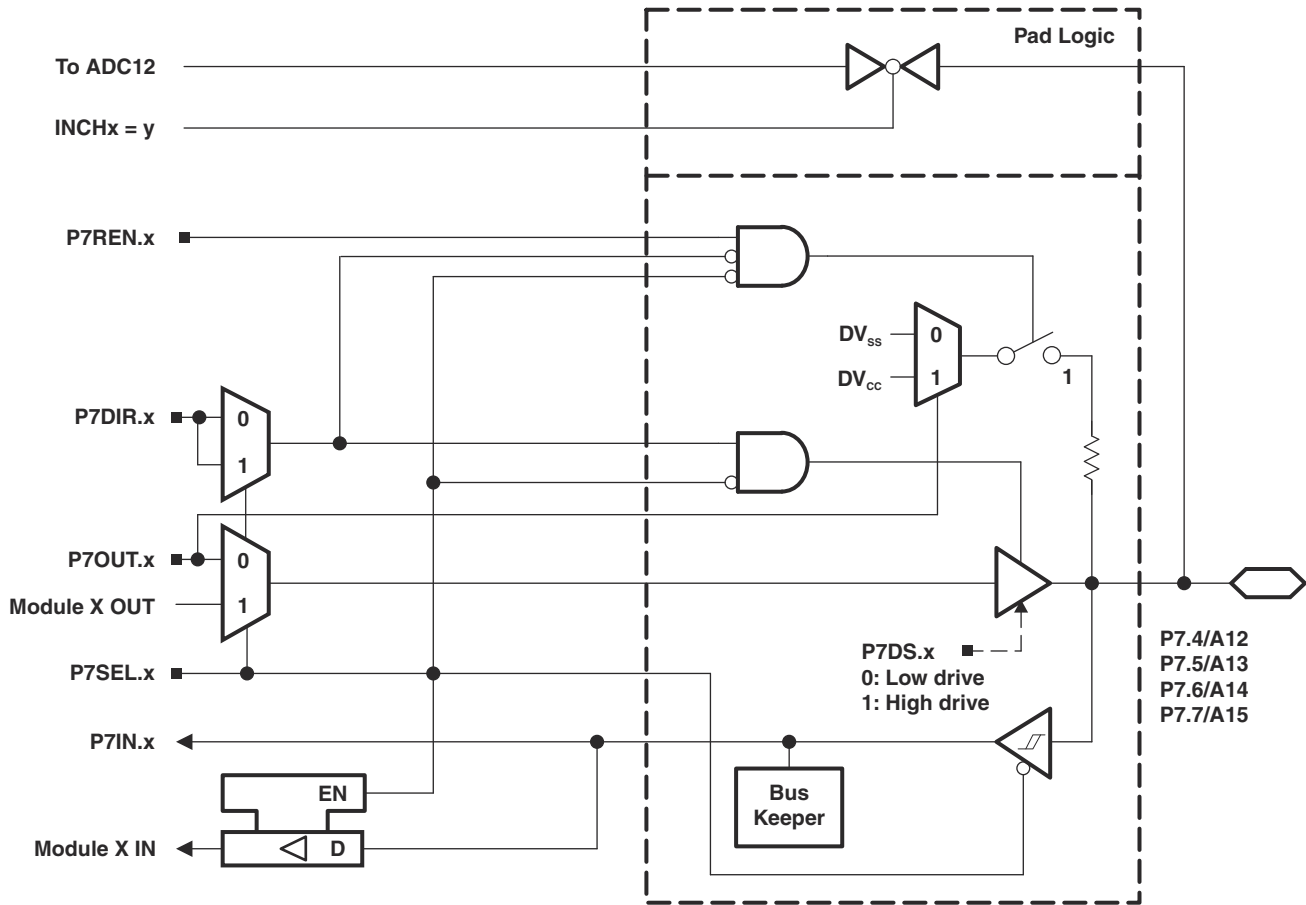 Pad Logic
To ADC12
INCHx = y
P7REN.x
DVSS
0
DVCC
1
1
P7DIR.x
0
1
P7OUT.x
0
Module X OUT
1
P7DS.x
0: Low drive
1: High drive
P7.4/A12
P7.5/A13
P7.6/A14
P7.7/A15
P7SEL.x
P7IN.x
Bus
Keeper
EN
D
Module X IN